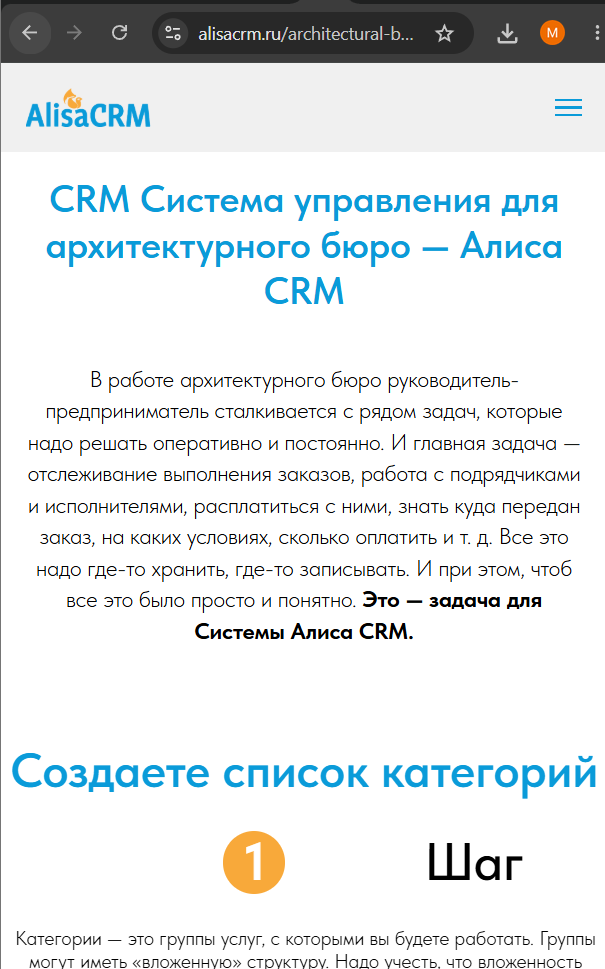 alisacrm.ru/architectural-b...
M
AlisaCRM
CRM Система управления для
архитектурного бюро — Алиса
CRM
В работе архитектурного бюро руководитель-
предприниматель сталкивается с рядом задач, которые
надо решать оперативно и постоянно. И главная задача —
отслеживание выполнения заказов, работа с подрядчиками
и исполнителями, расплатиться с ними, знать куда передан
заказ, на каких условиях, сколько оплатить и т. д. Все это
надо где-то хранить, где-то записывать. И при этом, чтоб
все это было просто и понятно. Это — задача для
Системы Алиса CRM.
Создаете список категорий
1 Шаг
Категории — это группы услуг, с которыми вы будете работать. Группы
могут иметь «вложенную» структуру. Надо учесть, что вложенность